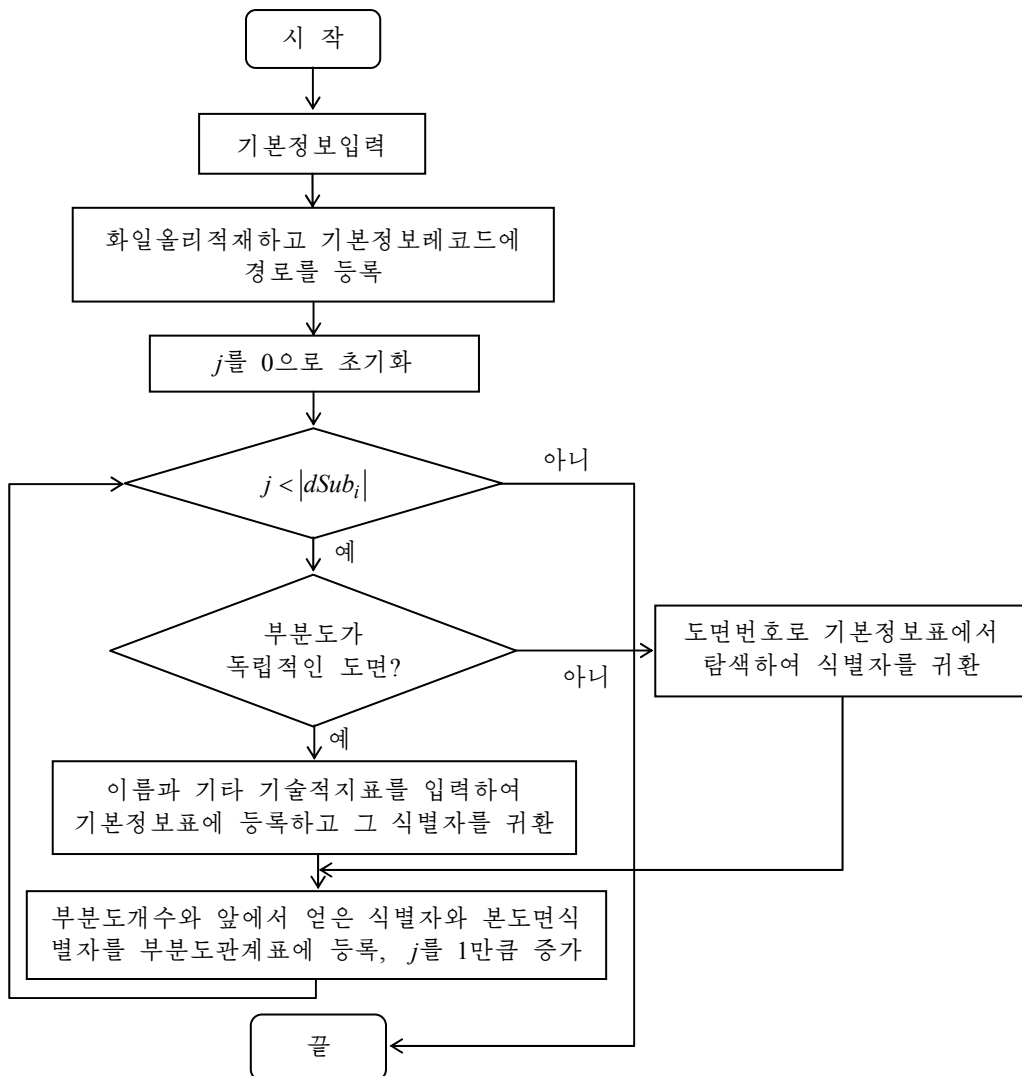 시 작
기본정보입력
화일올리적재하고 기본정보레코드에
경로를 등록
j를 0으로 초기화
j < |dSub_i|
아니
예
부분도가
독립적인 도면?
아니
도면번호로 기본정보표에서
탐색하여 식별자를 귀환
예
이름과 기타 기술적지표를 입력하여
기본정보표에 등록하고 그 식별자를 귀환
부분도개수와 앞에서 얻은 식별자와 본도면식
별자를 부분도관계표에 등록, j를 1만큼 증가
끝